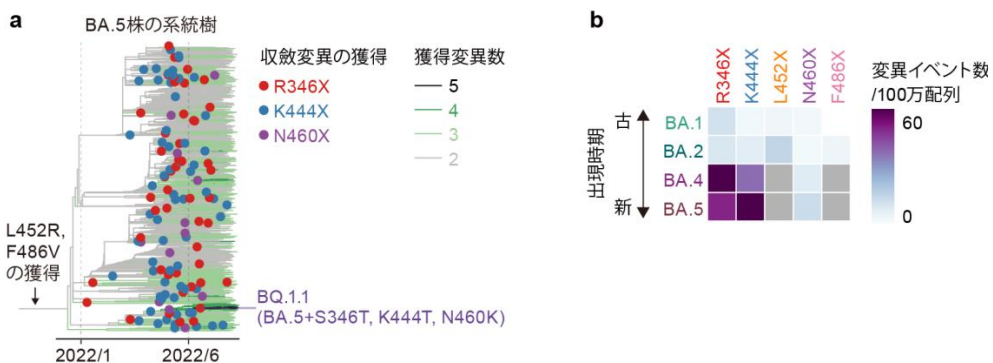 a
BA.5株の系統樹
収斂変異の獲得
R346X
K444X
N460X
獲得変異数
5
4
3
2
L452R,
F486V
の獲得
BQ.1.1
(BA.5+S346T, K444T, N460K)
2022/1
2022/6
b
R346X
K444X
L452X
N460X
F486X
出現時期
古
新
BA.1
BA.2
BA.4
BA.5
変異イベント数
/100万配列
60
0